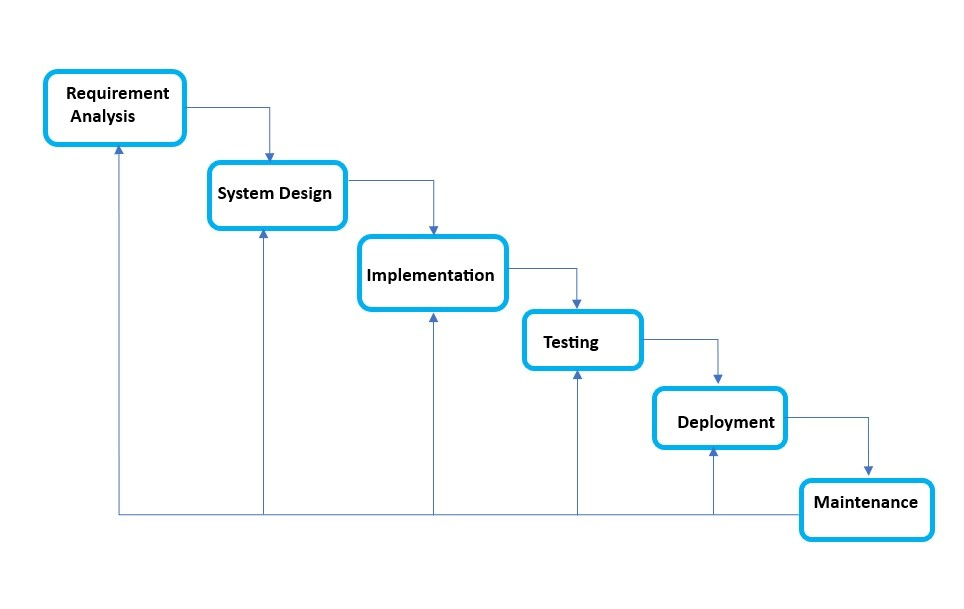 Requirement
Analysis
System Design
Implementation
Testing
Deployment
Maintenance